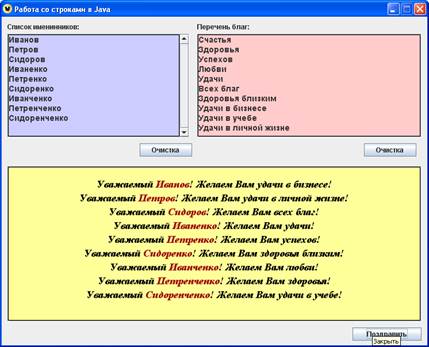 Работа со строками в Java
Список именинников:
Иванов
Петров
Сидоров
Иваненко
Петренко
Сидоренко
Иванченко
Петренченко
Сидоренченко
Очистка
Перечень благ:
Счастья
Здоровья
Успехов
Любви
Удачи
Всех благ
Здоровья близким
Удачи в бизнесе
Удачи в учебе
Удачи в личной жизне
Очистка
Уважаемый Иванов! Желаем Вам удачи в бизнесе!
Уважаемый Петров! Желаем Вам удачи в личной жизне!
Уважаемый Сидоров! Желаем Вам всех благ!
Уважаемый Иваненко! Желаем Вам удачи!
Уважаемый Петренко! Желаем Вам успехов!
Уважаемый Сидоренко! Желаем Вам здоровья близким!
Уважаемый Иванченко! Желаем Вам любви!
Уважаемый Петренченко! Желаем Вам здоровья!
Уважаемый Сидоренченко! Желаем Вам удачи в учебе!
Поздравить
Закрыть